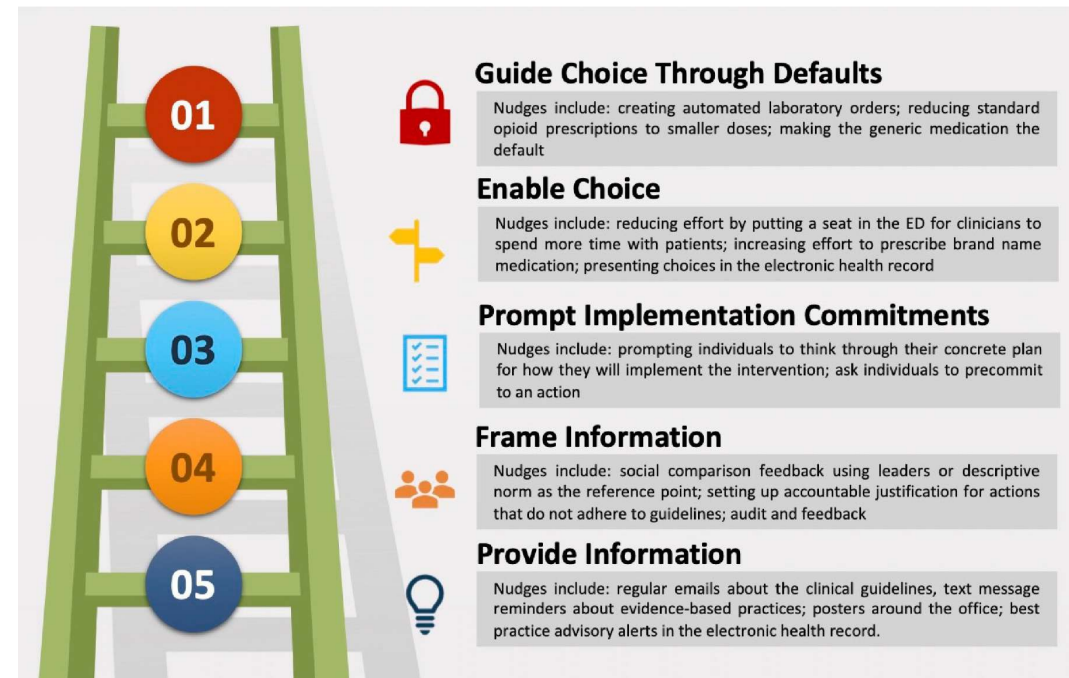 01
Guide Choice Through Defaults
Nudges include: creating automated laboratory orders; reducing standard
opioid prescriptions to smaller doses; making the generic medication the
default
02
Enable Choice
Nudges include: reducing effort by putting a seat in the ED for clinicians to
spend more time with patients; increasing effort to prescribe brand name
medication; presenting choices in the electronic health record
03
Prompt Implementation Commitments
Nudges include: prompting individuals to think through their concrete plan
for how they will implement the intervention; ask individuals to precommit
to an action
04
Frame Information
Nudges include: social comparison feedback using leaders or descriptive
norm as the reference point; setting up accountable justification for actions
that do not adhere to guidelines; audit and feedback
05
Provide Information
Nudges include: regular emails about the clinical guidelines, text message
reminders about evidence-based practices; posters around the office; best
practice advisory alerts in the electronic health record.